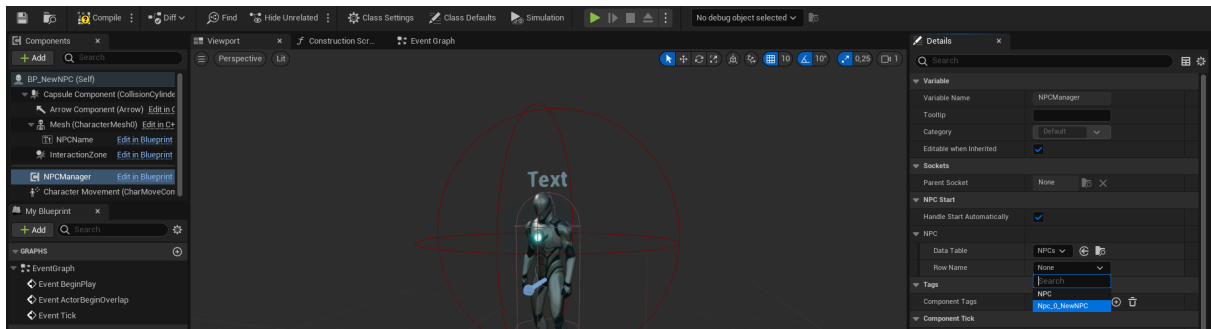 Compile
Diff
Find
Hide Unrelated
Class Settings
Class Defaults
Simulation
No debug object selected
Components
Add
Search
BP_NewNPC (Self)
Capsule Component (CollisionCylinde
Arrow Component (Arrow) Edit in C
Mesh (CharacterMesh0) Edit in C+
NPCName Edit in Blueprint
InteractionZone Edit in Blueprint
NPCManager Edit in Blueprint
Character Movement (CharMoveCon
My Blueprint
Add
Search
GRAPHS
EventGraph
Event BeginPlay
Event ActorBeginOverlap
Event Tick
Viewport
Construction Scr...
Event Graph
Perspective
Lit
10
10°
0,25
1
Text
Details
Search
Variable
Variable Name NPCManager
Tooltip
Category Default
Editable when Inherited
Sockets
Parent Socket None
NPC Start
Handle Start Automatically
NPC
Data Table NPCs
Row Name None
Search
NPC
Npc_0_NewNPC
Tags
Component Tags
Component Tick